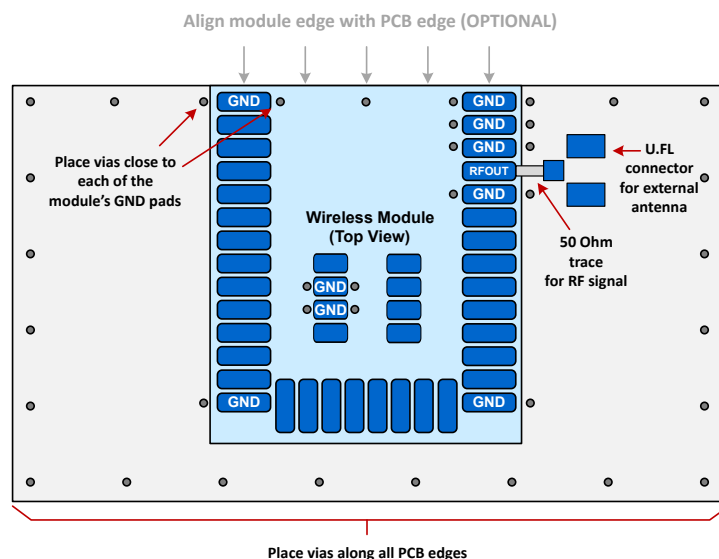 Align module edge with PCB edge (OPTIONAL)
GND
GND
GND
GND
RFOUT
GND
Place vias close to
each of the
module's GND pads
U.FL
connector
for external
antenna
Wireless Module
(Top View)
50 Ohm
trace
for RF signal
GND
GND
GND
GND
Place vias along all PCB edges